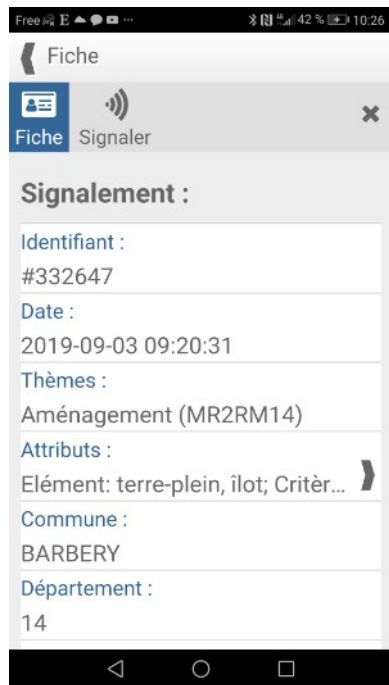 Free E ... 42 % 10:26
Fiche
Fiche Signaler
Signalement :
Identifiant :
#332647
Date :
2019-09-03 09:20:31
Thèmes :
Aménagement (MR2RM14)
Attributs :
Elément: terre-plein, îlot; Critèr...
Commune :
BARBERY
Département :
14